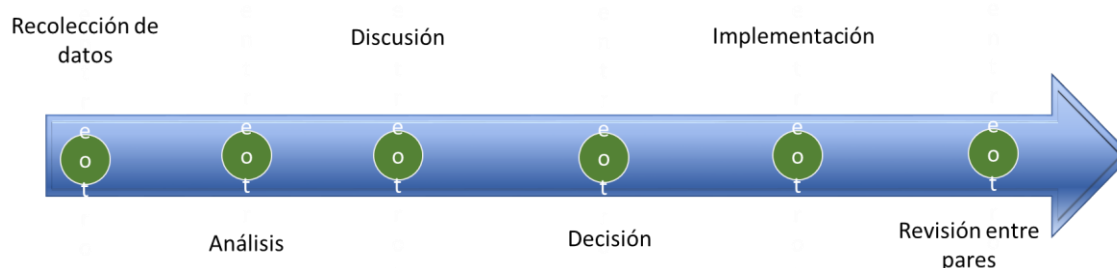 Recolección de
datos
Discusión
Implementación
e
o
t
e
o
t
e
o
t
e
o
t
e
o
t
e
o
t
Análisis
Decisión
Revisión entre
pares